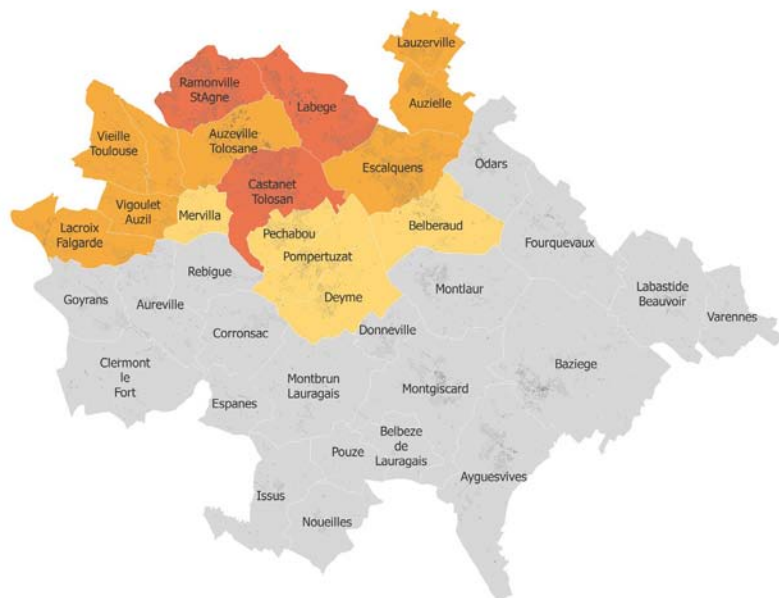 Lauzerville
Ramonville
StAgne
Labege
Auzielle
Vieille
Toulouse
Auzeville
Tolosane
Escalquens
Odars
Castanet
Tolosan
Vigoulet
Auzil
Mervilla
Lacroix
Falgarde
Pechabou
Belberaud
Pompertuzat
Fourquevaux
Rebigue
Goyrans
Aureville
Deyme
Montlaur
Labastide
Beauvoir
Varennes
Corronsac
Donneville
Clermont
le
Fort
Baziege
Montbrun
Lauragais
Montgiscard
Espanes
Belbeze
de
Lauragais
Pouze
Ayguesvives
Issus
Noueilles